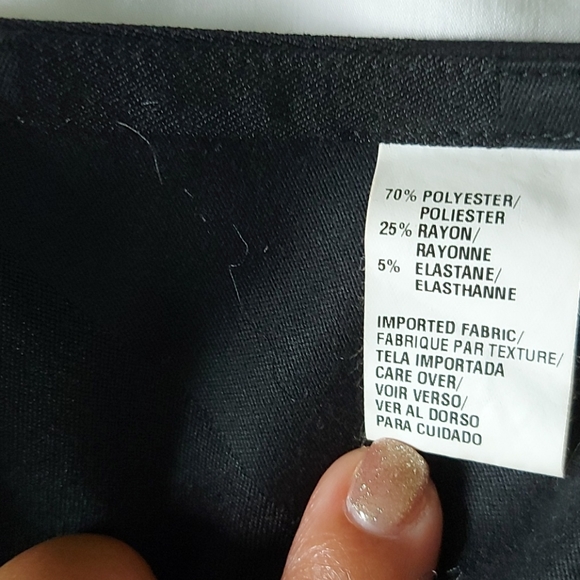 70% POLYESTER/
POLIESTER
25% RAYON/
RAYONNE
5% ELASTANE/
ELASTHANNE
IMPORTED FABRIC/
FABRIQUE PAR TEXTURE/
TELA IMPORTADA
CARE OVER/
VOIR VERSO/
VER AL DORSO
PARA CUIDADO